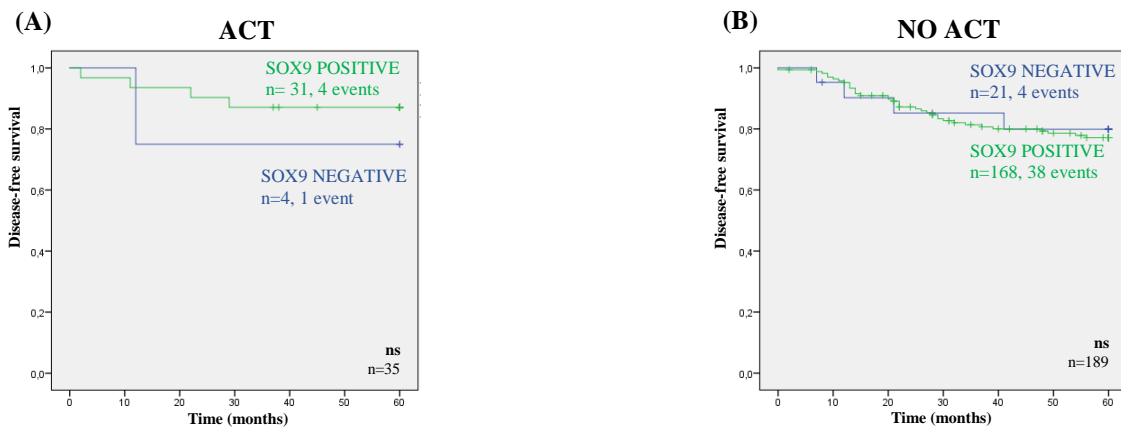 (A)
ACT
Disease-free survival
1,0
0,8
0,6
0,4
0,2
0,0
SOX9 POSITIVE
n= 31, 4 events
SOX9 NEGATIVE
n=4, 1 event
ns
n=35
0 10 20 30 40 50 60
Time (months)
(B)
NO ACT
Disease-free survival
1,0
0,8
0,6
0,4
0,2
0,0
SOX9 NEGATIVE
n=21, 4 events
SOX9 POSITIVE
n=168, 38 events
ns
n=189
0 10 20 30 40 50 60
Time (months)